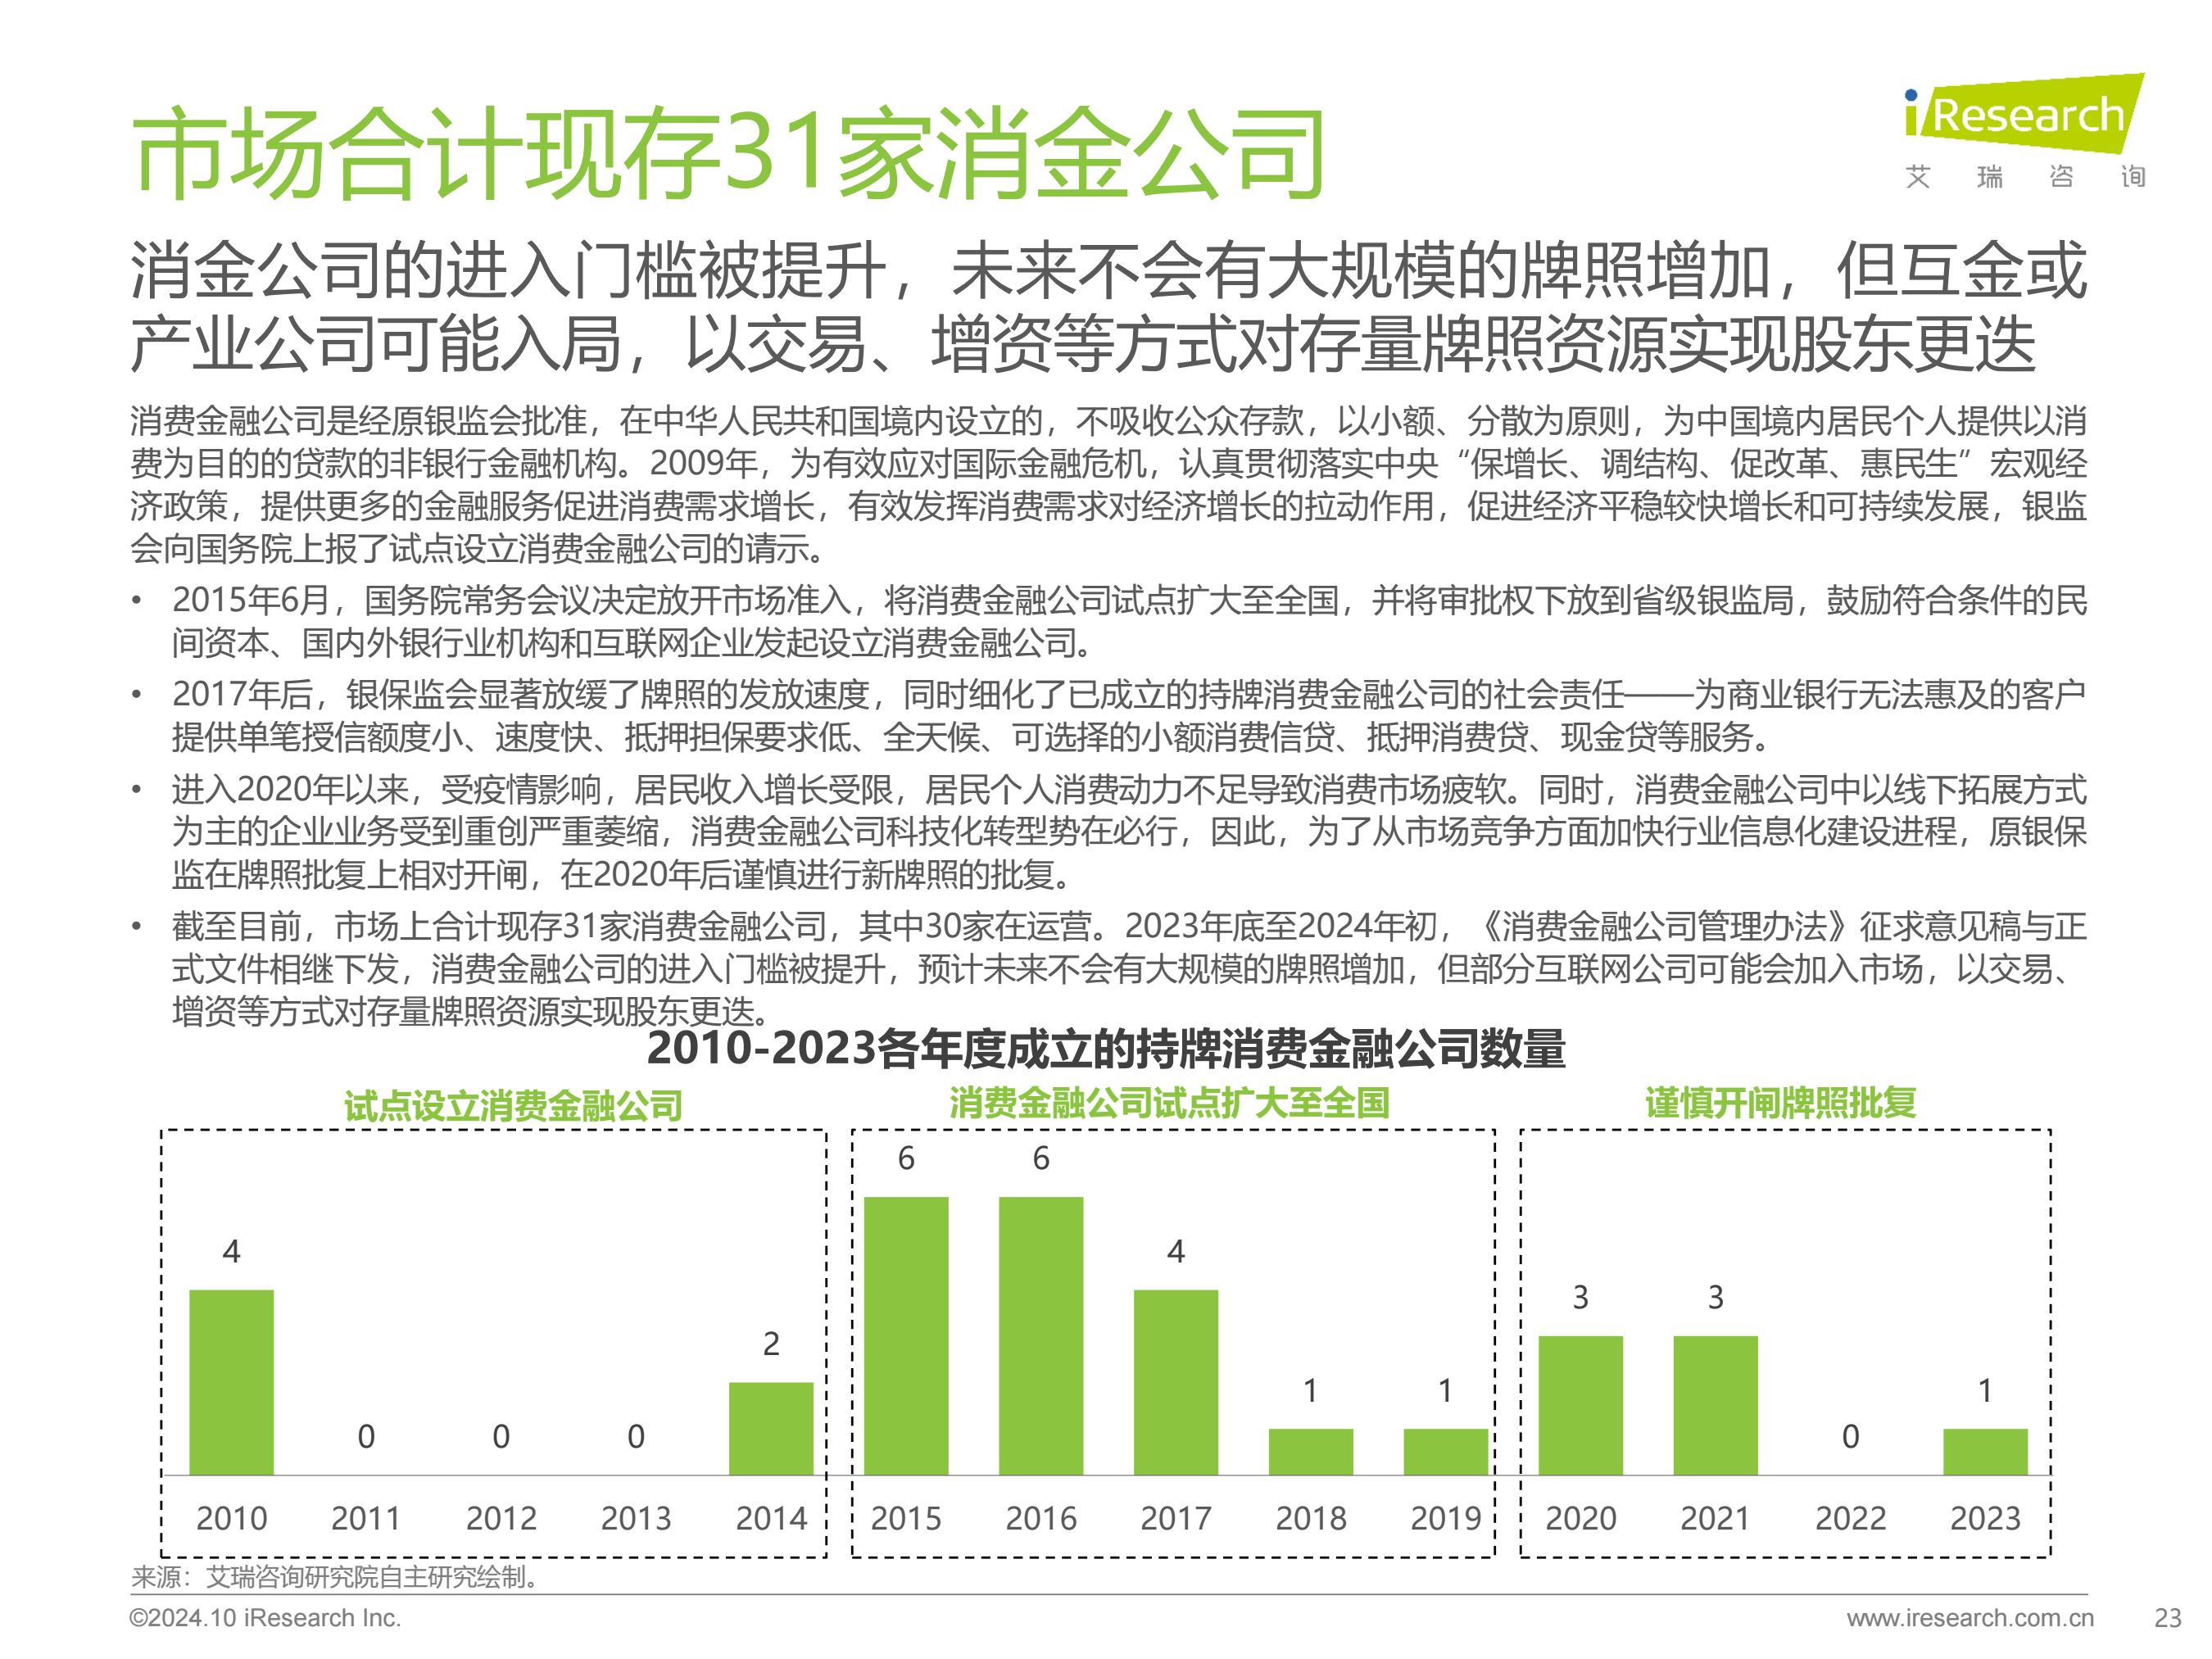 市场合计现存31家消金公司
iResearch
艾瑞咨询
消金公司的进入门槛被提升，未来不会有大规模的牌照增加，但互金或
产业公司可能入局，以交易、增资等方式对存量牌照资源实现股东更迭
消费金融公司是经原银监会批准，在中华人民共和国境内设立的，不吸收公众存款，以小额、分散为原则，为中国境内居民个人提供以消
费为目的的贷款的非银行金融机构。2009年，为有效应对国际金融危机，认真贯彻落实中央“保增长、调结构、促改革、惠民生”宏观经
济政策，提供更多的金融服务促进消费需求增长，有效发挥消费需求对经济增长的拉动作用，促进经济平稳较快增长和可持续发展，银监
会向国务院上报了试点设立消费金融公司的请示。
• 2015年6月，国务院常务会议决定放开市场准入，将消费金融公司试点扩大至全国，并将审批权下放到省级银监局，鼓励符合条件的民
间资本、国内外银行业机构和互联网企业发起设立消费金融公司。
• 2017年后，银保监会显著放缓了牌照的发放速度，同时细化了已成立的持牌消费金融公司的社会责任——为商业银行无法惠及的客户
提供单笔授信额度小、速度快、抵押担保要求低、全天候、可选择的小额消费信贷、抵押消费贷、现金贷等服务。
• 进入2020年以来，受疫情影响，居民收入增长受限，居民个人消费动力不足导致消费市场疲软。同时，消费金融公司中以线下拓展方式
为主的企业业务受到重创严重萎缩，消费金融公司科技化转型势在必行，因此，为了从市场竞争方面加快行业信息化建设进程，原银保
监在牌照批复上相对开闸，在2020年后谨慎进行新牌照的批复。
• 截至目前，市场上合计现存31家消费金融公司，其中30家在运营。2023年底至2024年初，《消费金融公司管理办法》征求意见稿与正
式文件相继下发，消费金融公司的进入门槛被提升，预计未来不会有大规模的牌照增加，但部分互联网公司可能会加入市场，以交易、
增资等方式对存量牌照资源实现股东更迭。
2010-2023各年度成立的持牌消费金融公司数量
试点设立消费金融公司 消费金融公司试点扩大至全国 谨慎开闸牌照批复
4 0 0 0 2 6 6 4 1 1 3 3 0 1
2010 2011 2012 2013 2014 2015 2016 2017 2018 2019 2020 2021 2022 2023
来源：艾瑞咨询研究院自主研究绘制。
©2024.10 iResearch Inc. www.iresearch.com.cn 23